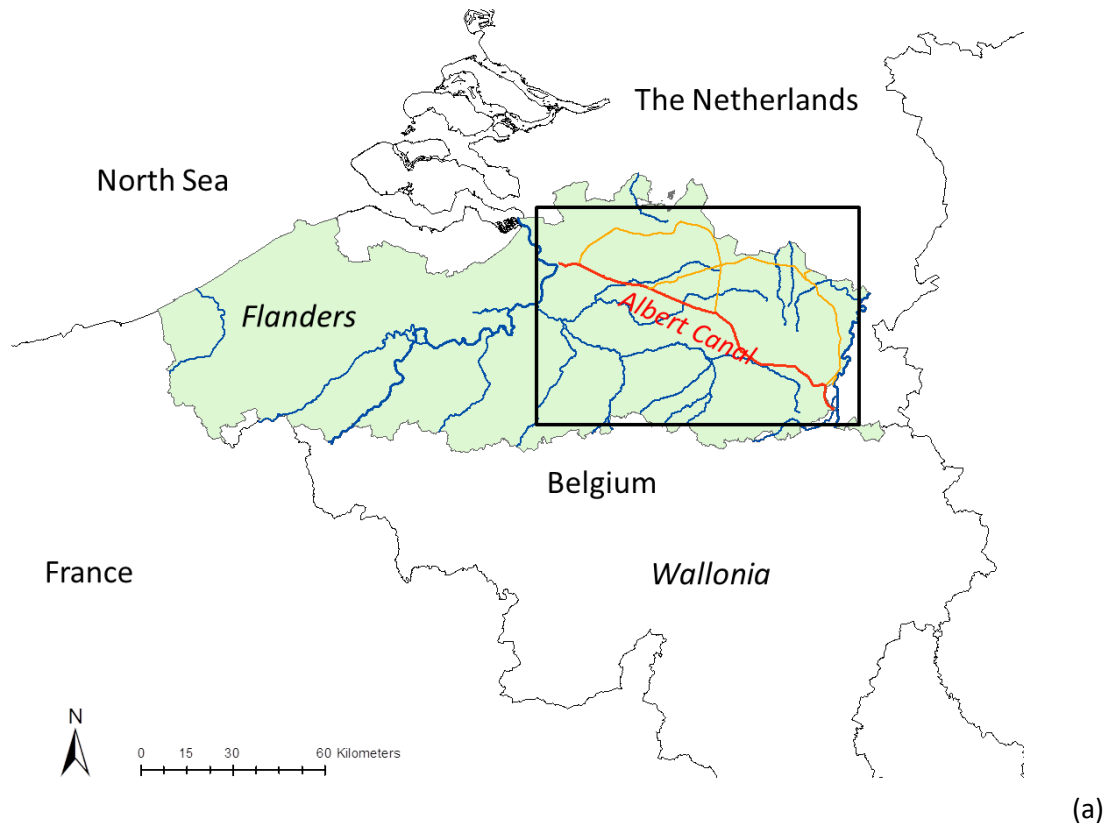 The Netherlands
North Sea
Flanders
Albert Canal
Belgium
France
Wallonia
N
0 15 30 60 Kilometers
(a)